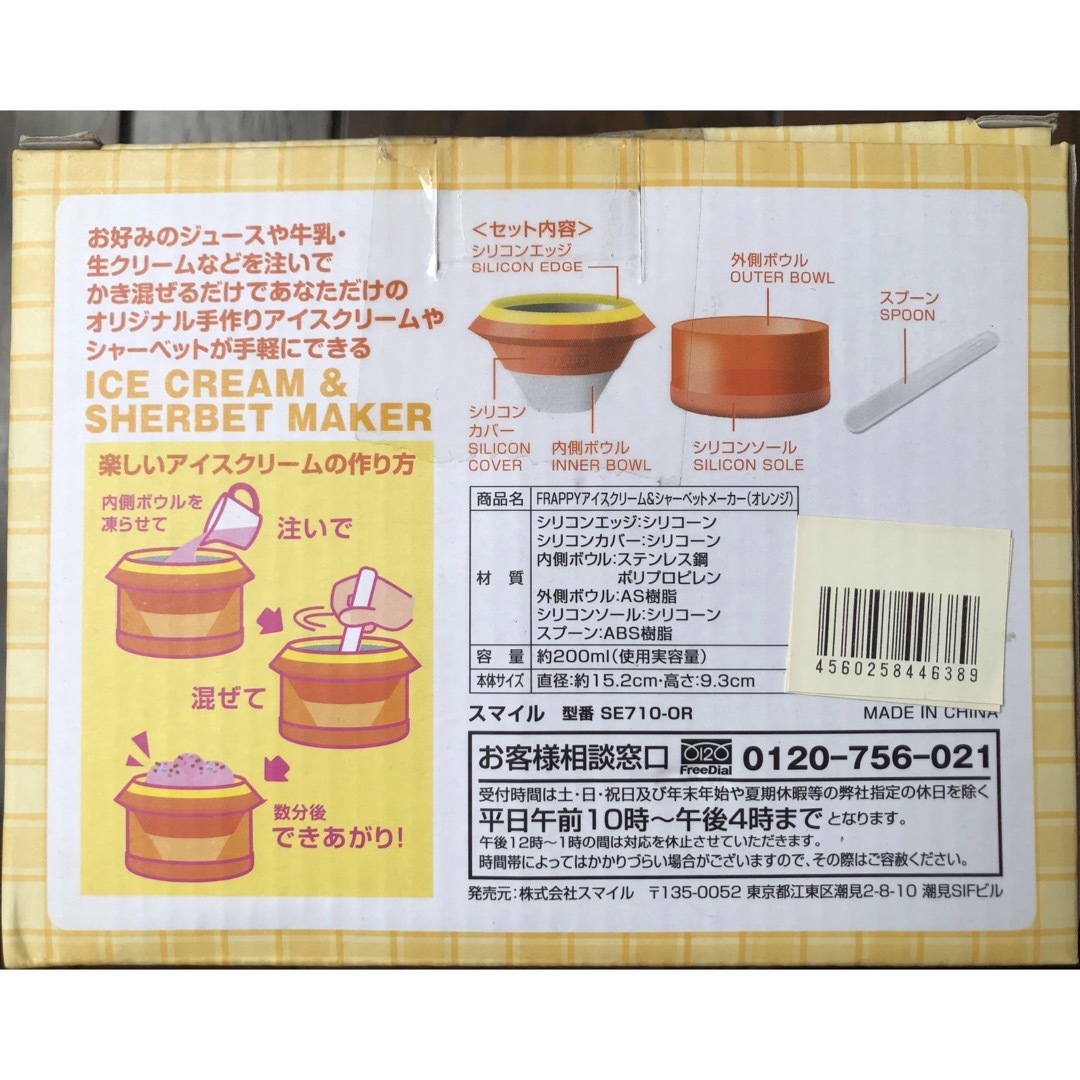 お好みのジュースや牛乳・
生クリームなどを注いで
かき混ぜるだけであなただけの
オリジナル手作りアイスクリームや
シャーベットが手軽にできる
ICE CREAM &
SHERBET MAKER
楽しいアイスクリームの作り方
内側ボウルを
凍らせて
注いで
混ぜて
数分後
できあがり!
<セット内容>
シリコンエッジ
SILICON EDGE
外側ボウル
OUTER BOWL
スプーン
SPOON
シリコン
カバー
SILICON
COVER
内側ボウル
INNER BOWL
シリコンソール
SILICON SOLE
商品名 FRAPPYアイスクリーム&シャーベットメーカー(オレンジ)
材質 シリコンエッジ:シリコーン
シリコンカバー:シリコーン
内側ボウル:ステンレス鋼
ポリプロピレン
外側ボウル:AS樹脂
シリコンソール:シリコーン
スプーン:ABS樹脂
容量 約200ml(使用実容量)
本体サイズ 直径:約15.2cm・高さ:9.3cm
4560258446389
スマイル 型番 SE710-OR MADE IN CHINA
お客様相談窓口 0120 FreeDial 0120-756-021
受付時間は土・日・祝日及び年末年始や夏期休暇等の弊社指定の休日を除く
平日午前10時〜午後4時まで となります。
午後12時〜1時の間は対応を休止させていただきます。
時間帯によってはかかりづらい場合がございますので、その際はご容赦ください。
発売元:株式会社スマイル 〒135-0052 東京都江東区潮見2-8-10 潮見SIFビル